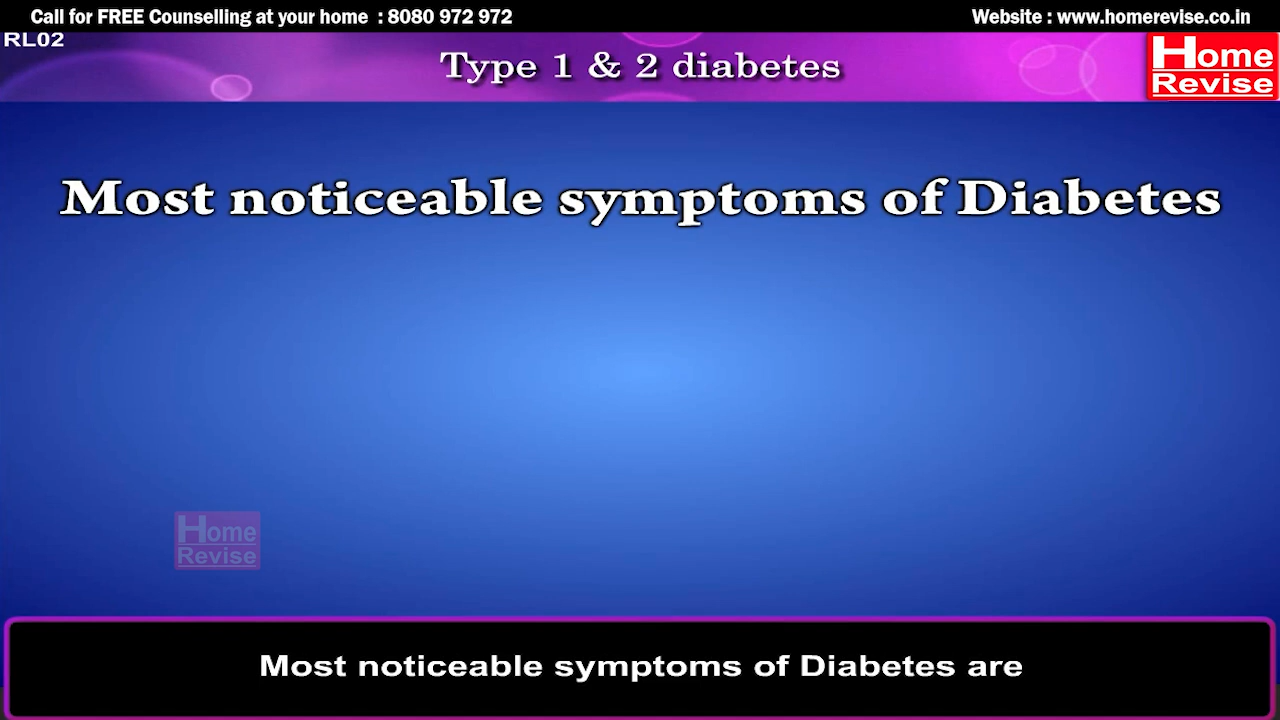 Call for FREE Counselling at your home : 8080 972 972
Website : www.homerevise.co.in
RL02
Type 1 & 2 diabetes
Home
Revise
Most noticeable symptoms of Diabetes
Home
Revise
Most noticeable symptoms of Diabetes are